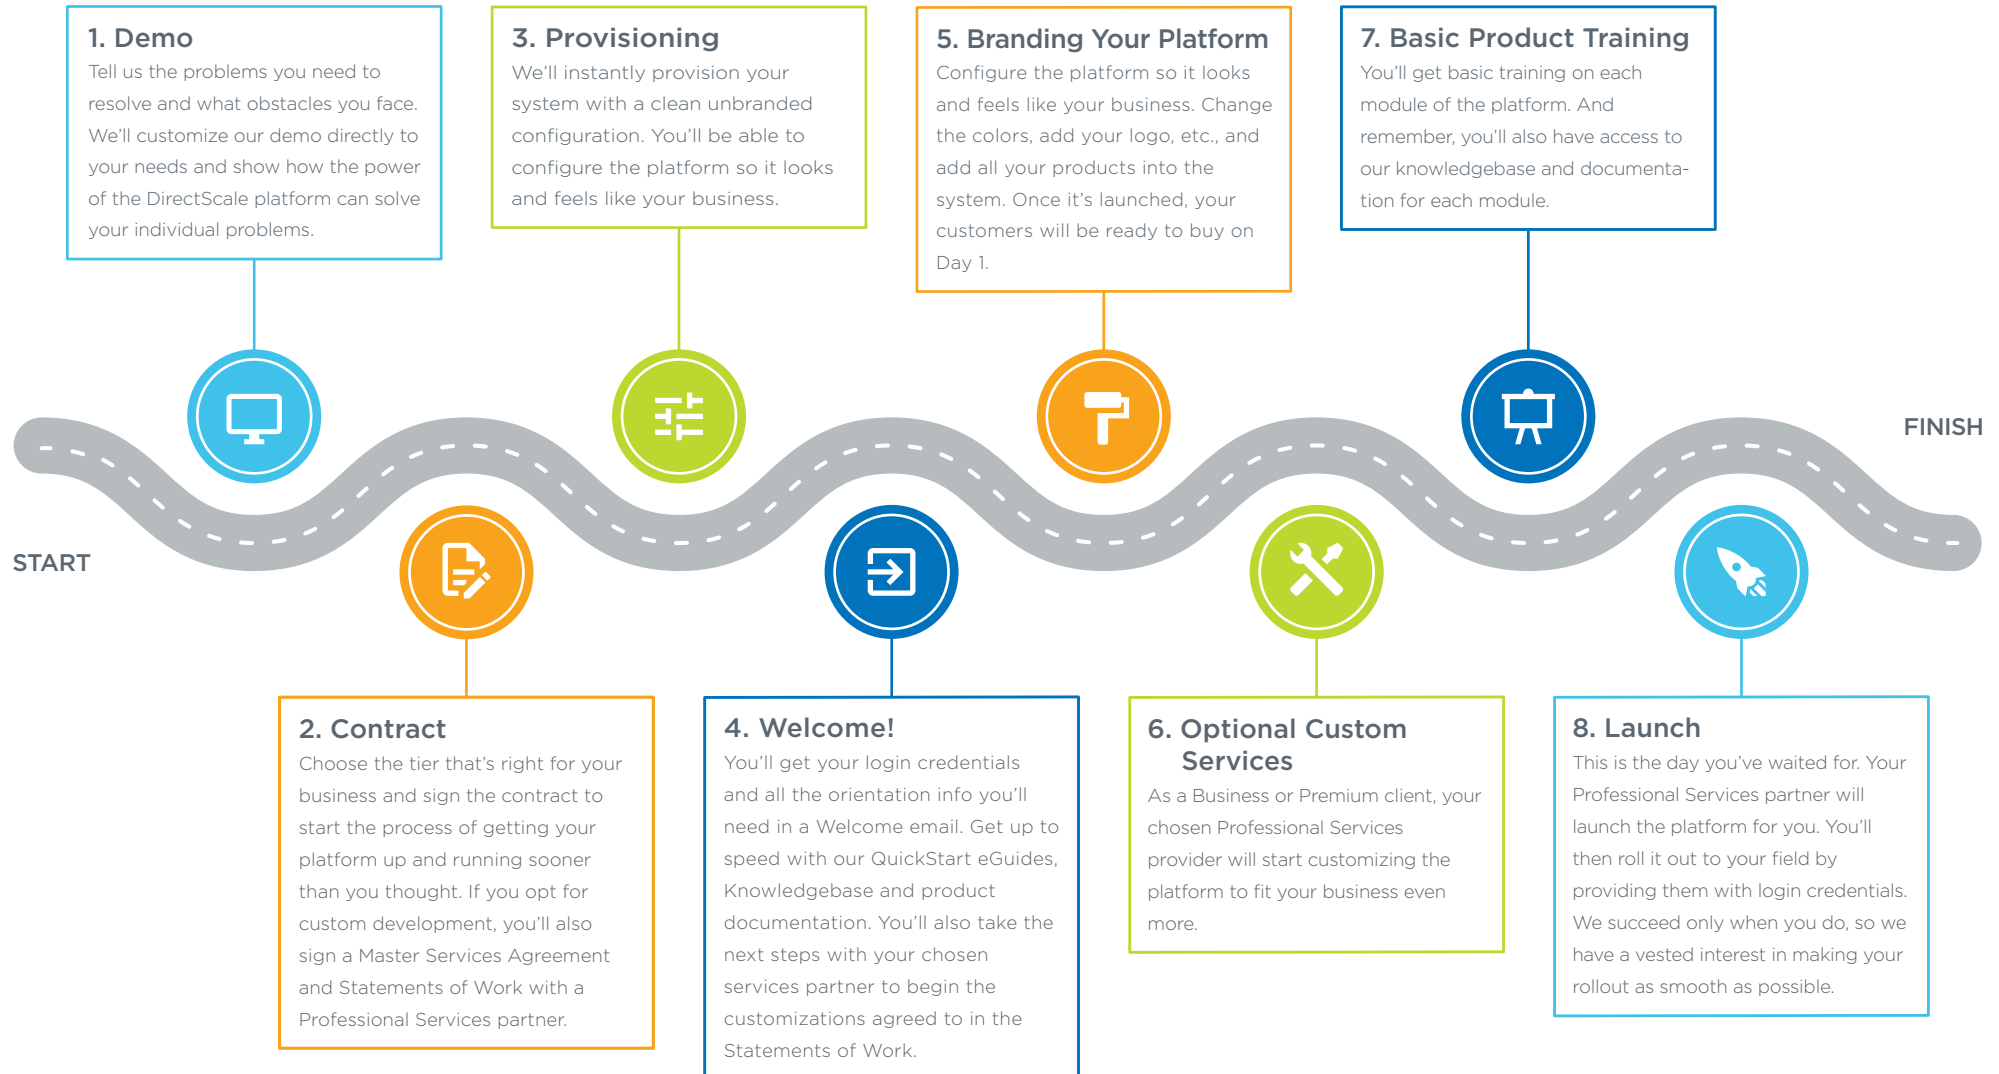 1. Demo
Tell us the problems you need to
resolve and what obstacles you face.
We'll customize our demo directly to
your needs and show how the power
of the DirectScale platform can solve
your individual problems.
3. Provisioning
We'll instantly provision your
system with a clean unbranded
configuration. You'll be able to
configure the platform so it looks
and feels like your business.
5. Branding Your Platform
Configure the platform so it looks
and feels like your business. Change
the colors, add your logo, etc., and
add all your products into the
system. Once it's launched, your
customers will be ready to buy on
Day 1.
7. Basic Product Training
You'll get basic training on each
module of the platform. And
remember, you'll also have access to
our knowledgebase and documenta-
tion for each module.
FINISH
START
2. Contract
Choose the tier that's right for your
business and sign the contract to
start the process of getting your
platform up and running sooner
than you thought. If you opt for
custom development, you'll also
sign a Master Services Agreement
and Statements of Work with a
Professional Services partner.
4. Welcome!
You'll get your login credentials
and all the orientation info you'll
need in a Welcome email. Get up to
speed with our QuickStart eGuides,
Knowledgebase and product
documentation. You'll also take the
next steps with your chosen
services partner to begin the
customizations agreed to in the
Statements of Work.
6. Optional Custom
Services
As a Business or Premium client, your
chosen Professional Services
provider will start customizing the
platform to fit your business even
more.
8. Launch
This is the day you've waited for. Your
Professional Services partner will
launch the platform for you. You'll
then roll it out to your field by
providing them with login credentials.
We succeed only when you do, so we
have a vested interest in making your
rollout as smooth as possible.